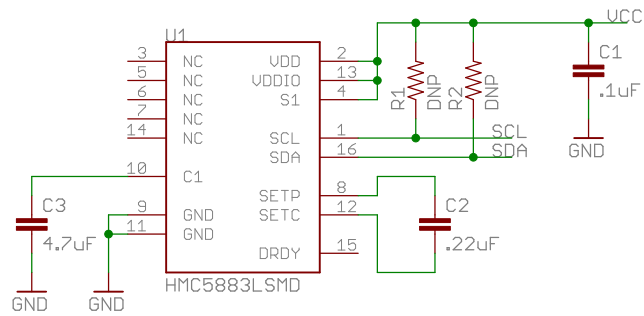 VCC
U1
3 NC VDD 2
5 NC VDDIO 13
6 NC S1 4
7 NC
14 NC SCL 1 SCL
SDA 16 SDA
R1 DNP R2 DNP
C1
.1uF
GND
10 C1 SETP 8
9 GND SETC 12
11 GND
DRDY 15
C3
4.7uF
C2
.22uF
HMC5883LSMD
GND
GND